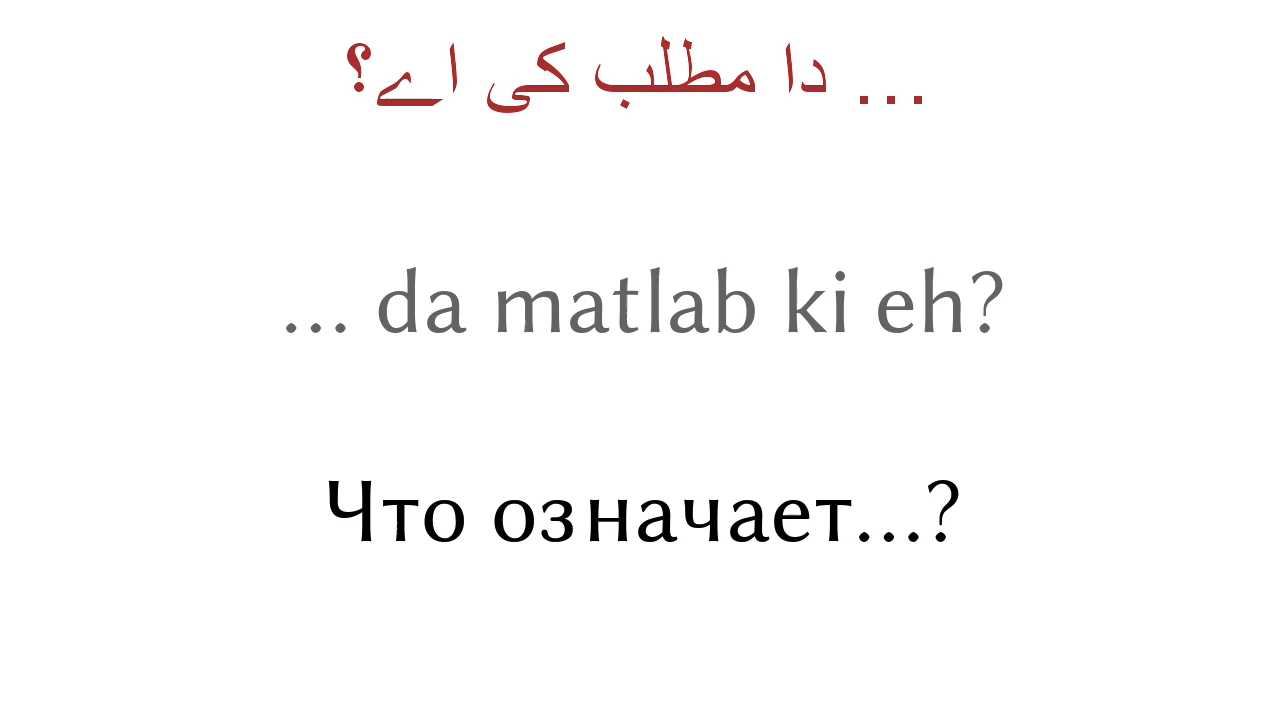 ... دا مطلب کی اے؟
... da matlab ki eh?
Что означает...?